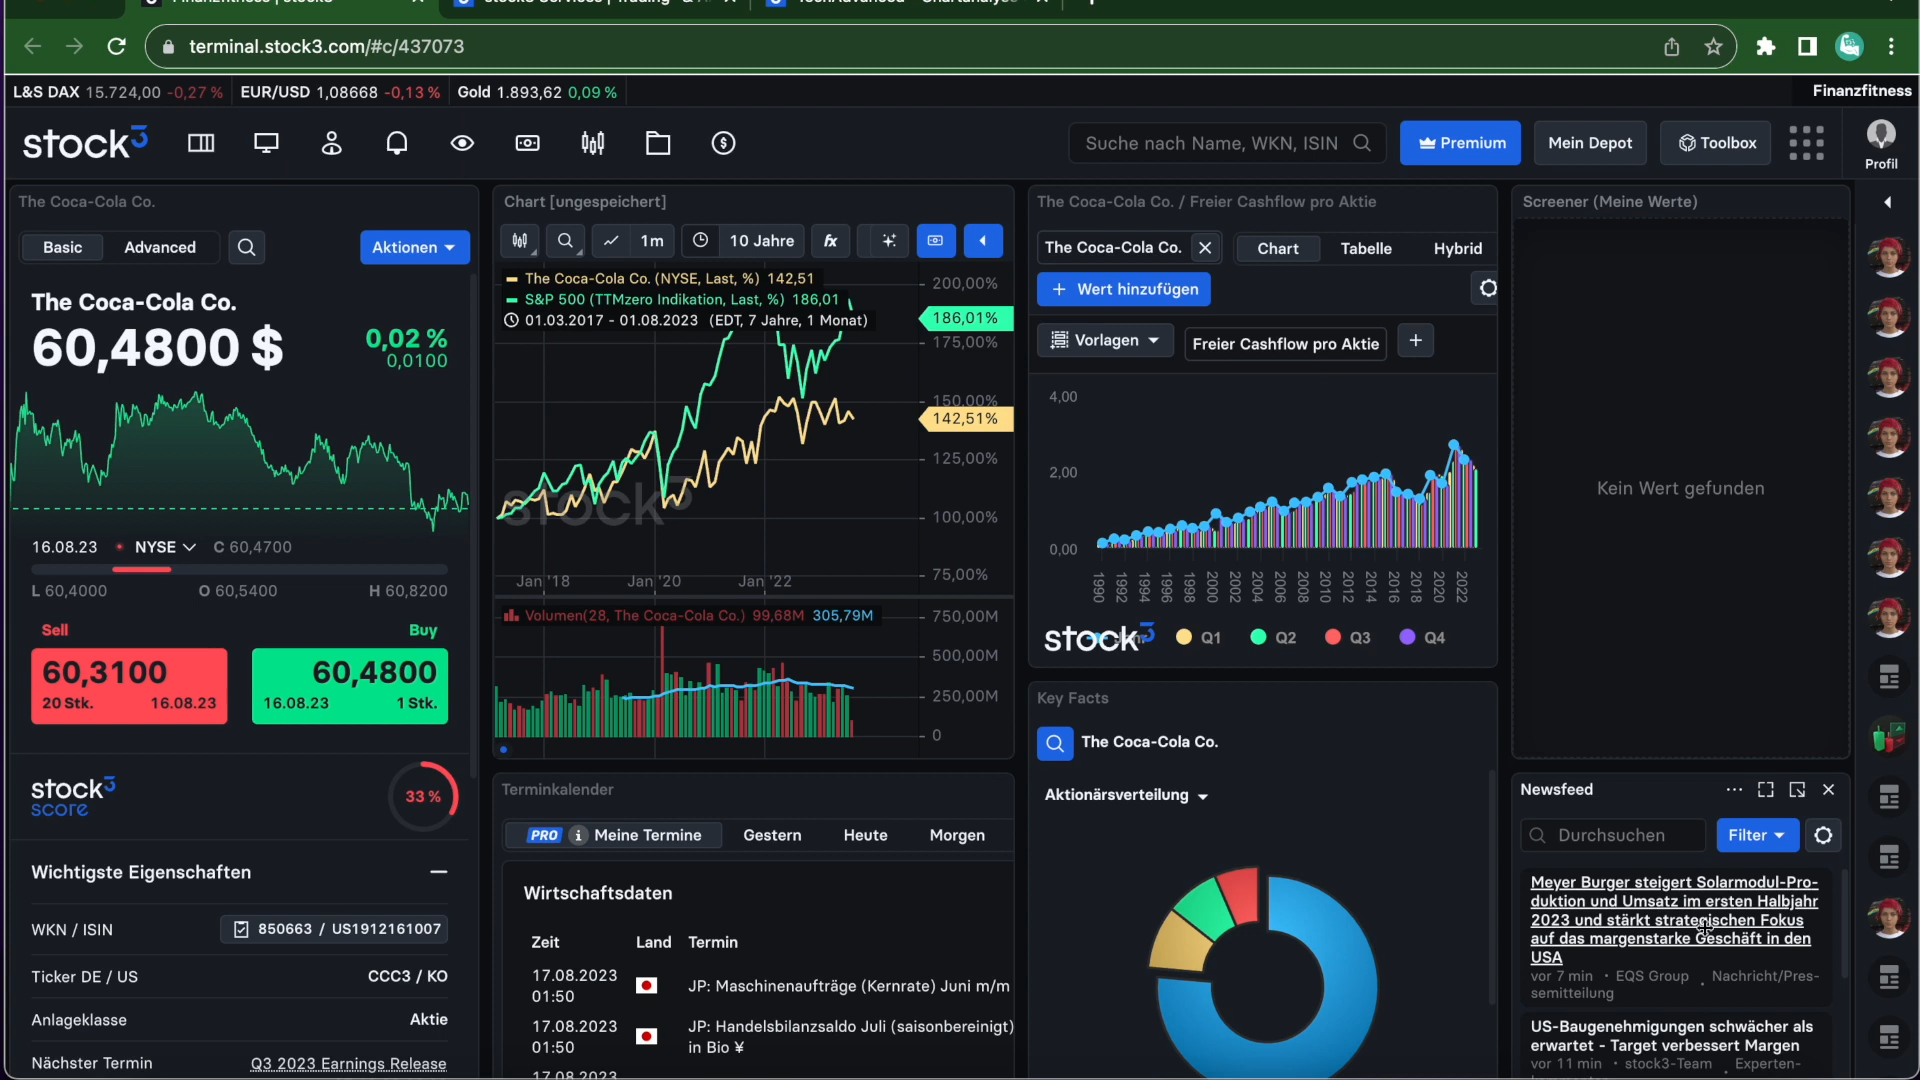 terminal.stock3.com/#c/437073
L&S DAX 15.724,00 -0,27 % EUR/USD 1,08668 -0,13 % Gold 1.893,62 0,09 %
Finanzfitness
stock3
Suche nach Name, WKN, ISIN
Premium
Mein Depot
Toolbox
Profil
The Coca-Cola Co.
Basic Advanced
Aktionen
The Coca-Cola Co.
60,4800 $
0,02 %
0,0100
16.08.23 NYSE C 60,4700
L 60,4000 O 60,5400 H 60,8200
Sell Buy
60,3100
20 Stk. 16.08.23
60,4800
16.08.23 1 Stk.
stock3
score
33 %
Wichtigste Eigenschaften
WKN / ISIN 850663 / US1912161007
Ticker DE / US CCC3 / KO
Anlageklasse Aktie
Nächster Termin Q3 2023 Earnings Release
Chart [ungespeichert]
1m 10 Jahre fx
The Coca-Cola Co. (NYSE, Last, %) 142,51
S&P 500 (TTMzero Indikation, Last, %) 186,01
01.03.2017 - 01.08.2023 (EDT, 7 Jahre, 1 Monat)
200,00%
186,01%
175,00%
150,00%
142,51%
125,00%
100,00%
75,00%
stock3
Jan '18 Jan '20 Jan '22
Volumen(28, The Coca-Cola Co.) 99,68M 305,79M
750,00M
500,00M
250,00M
0
Terminkalender
PRO i Meine Termine Gestern Heute Morgen
Wirtschaftsdaten
Zeit Land Termin
17.08.2023
01:50
JP: Maschinenaufträge (Kernrate) Juni m/m
17.08.2023
01:50
JP: Handelsbilanzsaldo Juli (saisonbereinigt)
in Bio ¥
17.08.2023
The Coca-Cola Co. / Freier Cashflow pro Aktie
The Coca-Cola Co.
Chart Tabelle Hybrid
+ Wert hinzufügen
Vorlagen
Freier Cashflow pro Aktie
+
4,00
2,00
0,00
1990 1992 1994 1996 1998 2000 2002 2004 2006 2008 2010 2012 2014 2016 2018 2020 2022
stock3
Q1 Q2 Q3 Q4
Key Facts
The Coca-Cola Co.
Aktionärsverteilung
Screener (Meine Werte)
Kein Wert gefunden
Newsfeed
Durchsuchen
Filter
Meyer Burger steigert Solarmodul-Pro-
duktion und Umsatz im ersten Halbjahr
2023 und stärkt strategischen Fokus
auf das margenstarke Geschäft in den
USA
vor 7 min · EQS Group · Nachricht/Pres-
semitteilung
US-Baugenehmigungen schwächer als
erwartet - Target verbessert Margen
vor 11 min · stock3-Team · Experten-